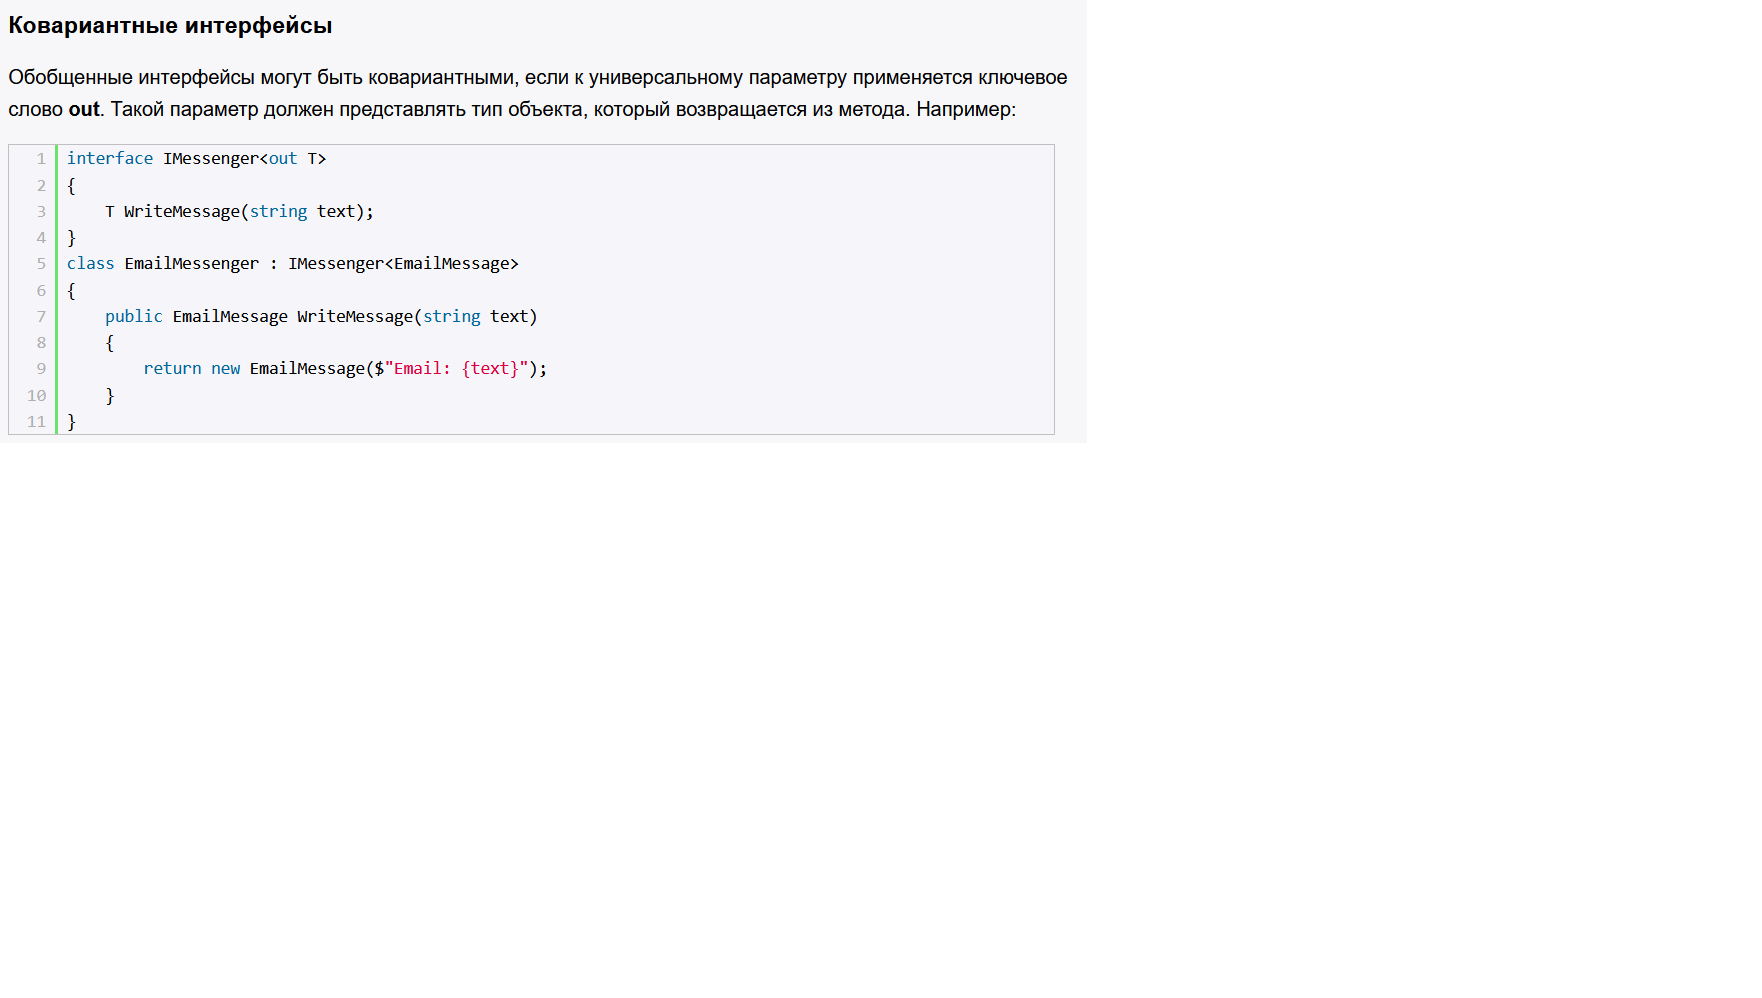 Ковариантные интерфейсы
Обобщенные интерфейсы могут быть ковариантными, если к универсальному параметру применяется ключевое
слово out. Такой параметр должен представлять тип объекта, который возвращается из метода. Например:
1 interface IMessenger<out T>
2 {
3     T WriteMessage(string text);
4 }
5 class EmailMessenger : IMessenger<EmailMessage>
6 {
7     public EmailMessage WriteMessage(string text)
8     {
9         return new EmailMessage($"Email: {text}");
10     }
11 }